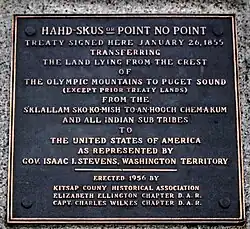 HAHD-SKUS OR POINT NO POINT
TREATY SIGNED HERE JANUARY 26, 1855
TRANSFERRING
THE LAND LYING FROM THE CREST
OF
THE OLYMPIC MOUNTAINS TO PUGET SOUND
(EXCEPT PRIOR TREATY LANDS)
FROM THE
SKLALLAM SKO-KO-MISH TO-AN-HOOCH CHEMAKUM
AND ALL INDIAN SUB TRIBES
TO
THE UNITED STATES OF AMERICA
AS REPRESENTED BY
GOV. ISAAC I. STEVENS, WASHINGTON TERRITORY
ERECTED 1956 BY
KITSAP COUNY HISTORICAL ASSOCIATION
ELIZABETH ELLINGTON CHAPTER D.A.R.
CAPT. CHARLES WILKES CHAPTER D.A.R.